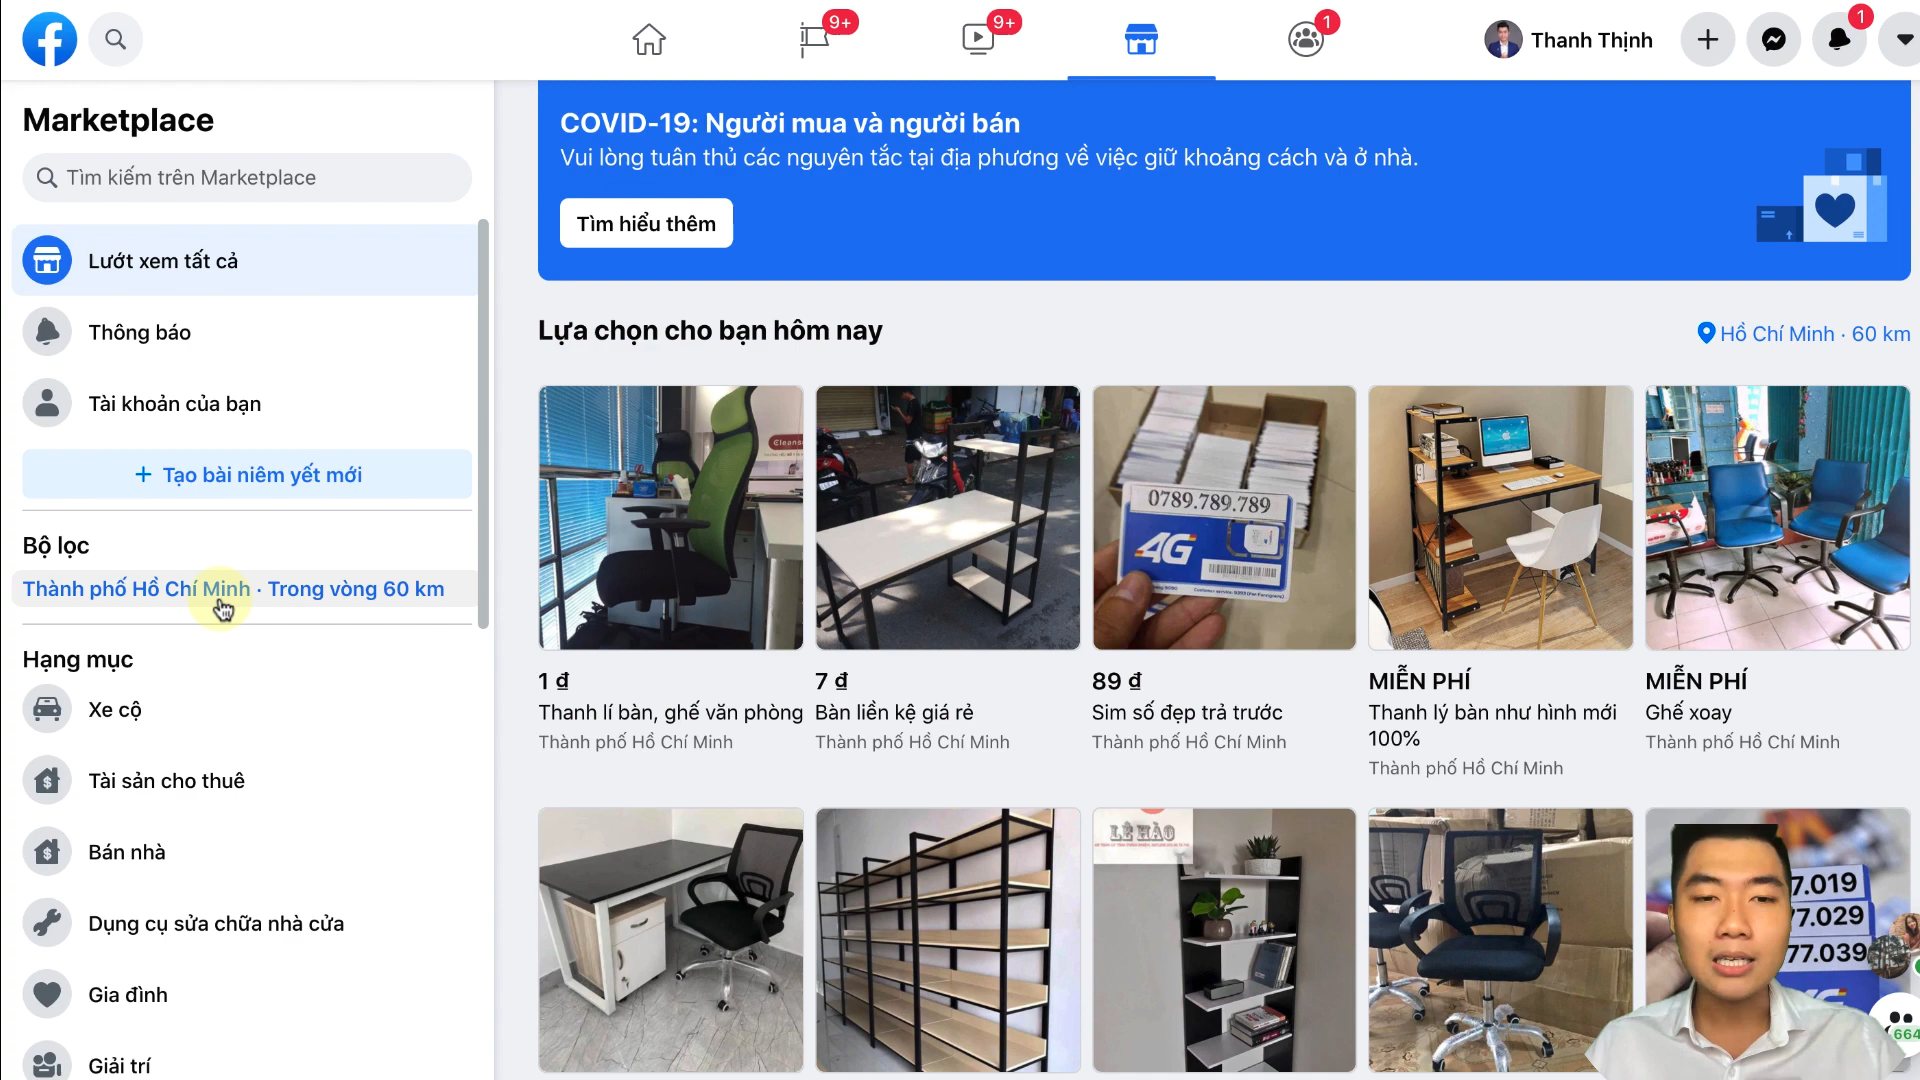 9+
9+
1
Thanh Thịnh
1
Marketplace
Tìm kiếm trên Marketplace
Lướt xem tất cả
Thông báo
Tài khoản của bạn
+ Tạo bài niêm yết mới
Bộ lọc
Thành phố Hồ Chí Minh · Trong vòng 60 km
Hạng mục
Xe cộ
Tài sản cho thuê
Bán nhà
Dụng cụ sửa chữa nhà cửa
Gia đình
Giải trí
COVID-19: Người mua và người bán
Vui lòng tuân thủ các nguyên tắc tại địa phương về việc giữ khoảng cách và ở nhà.
Tìm hiểu thêm
Lựa chọn cho bạn hôm nay
Hồ Chí Minh · 60 km
0789.789.789
4G
1 ₫
Thanh lí bàn, ghế văn phòng
Thành phố Hồ Chí Minh
7 ₫
Bàn liền kệ giá rẻ
Thành phố Hồ Chí Minh
89 ₫
Sim số đẹp trả trước
Thành phố Hồ Chí Minh
MIỄN PHÍ
Thanh lý bàn như hình mới
100%
Thành phố Hồ Chí Minh
MIỄN PHÍ
Ghế xoay
Thành phố Hồ Chí Minh
LÊ HÀO
7.019
77.029
77.039
664